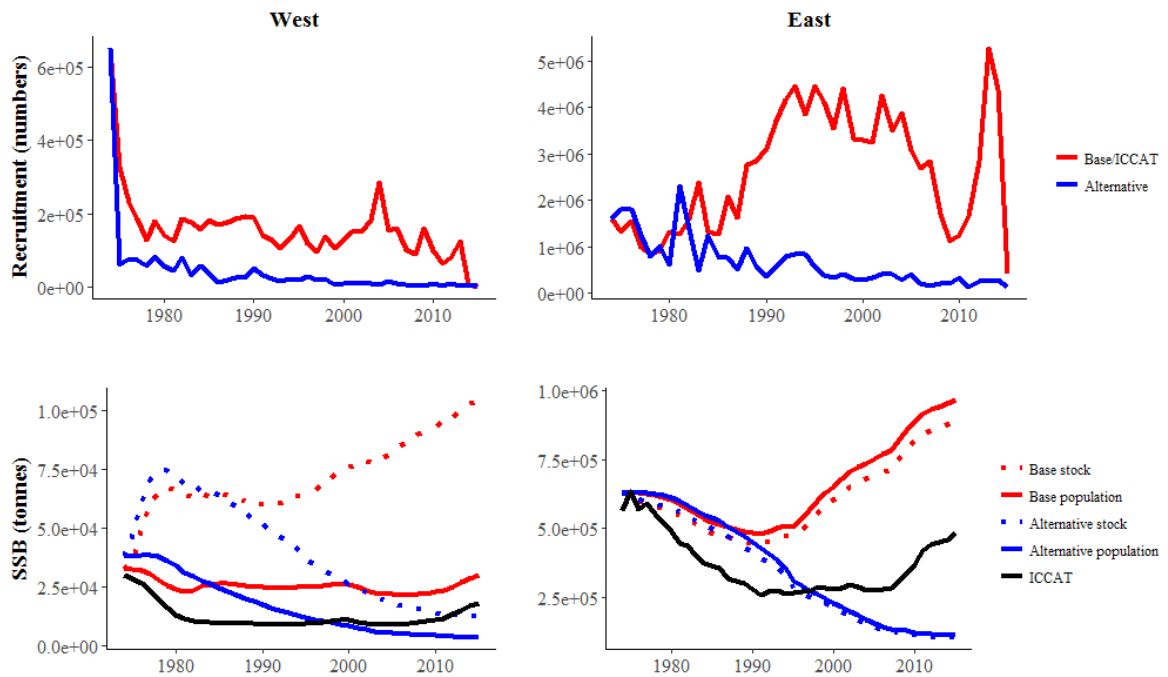 West
East
Recruitment (numbers)
6e+05
4e+05
2e+05
0e+00
1980
1990
2000
2010
5e+06
4e+06
3e+06
2e+06
1e+06
0e+00
1980
1990
2000
2010
Base/ICCAT
Alternative
SSB (tonnes)
1.0e+05
7.5e+04
5.0e+04
2.5e+04
0.0e+00
1980
1990
2000
2010
1.0e+06
7.5e+05
5.0e+05
2.5e+05
1980
1990
2000
2010
Base stock
Base population
Alternative stock
Alternative population
ICCAT